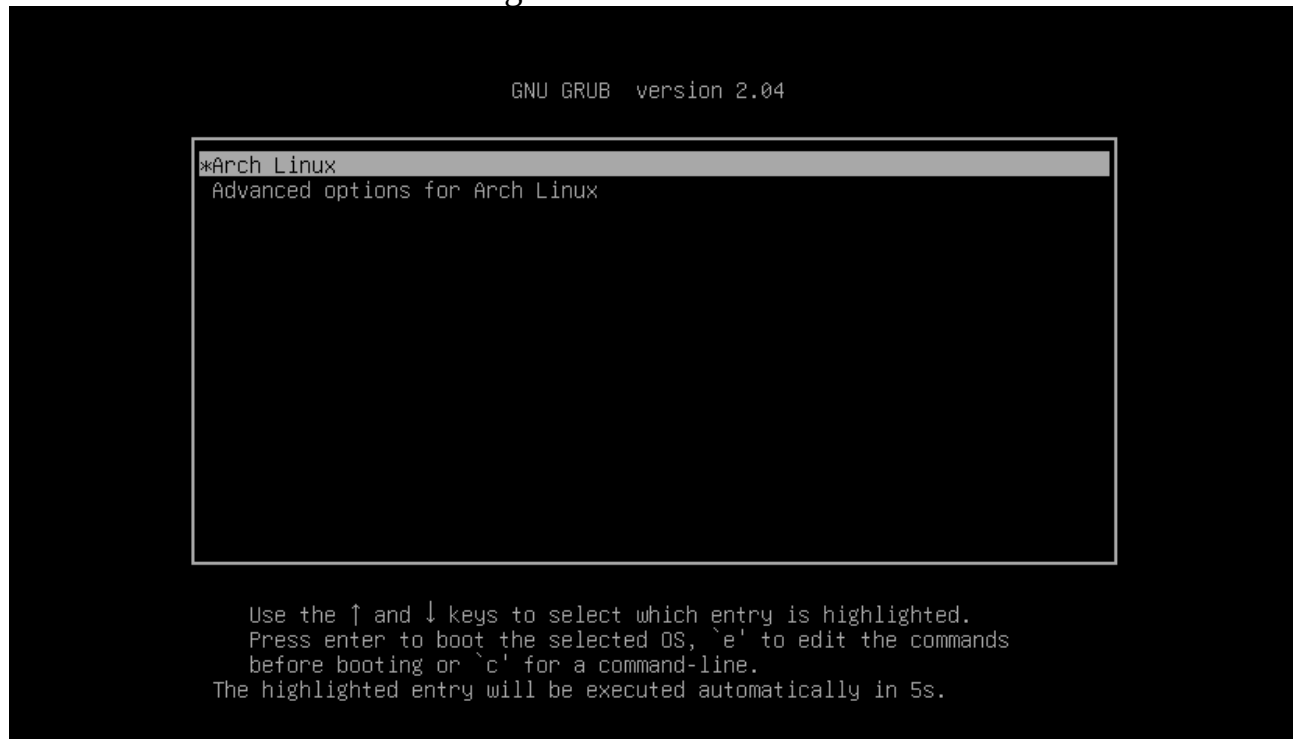 GNU GRUB  version 2.04
*Arch Linux
Advanced options for Arch Linux
Use the ↑ and ↓ keys to select which entry is highlighted.
Press enter to boot the selected OS, `e' to edit the commands
before booting or `c' for a command-line.
The highlighted entry will be executed automatically in 5s.